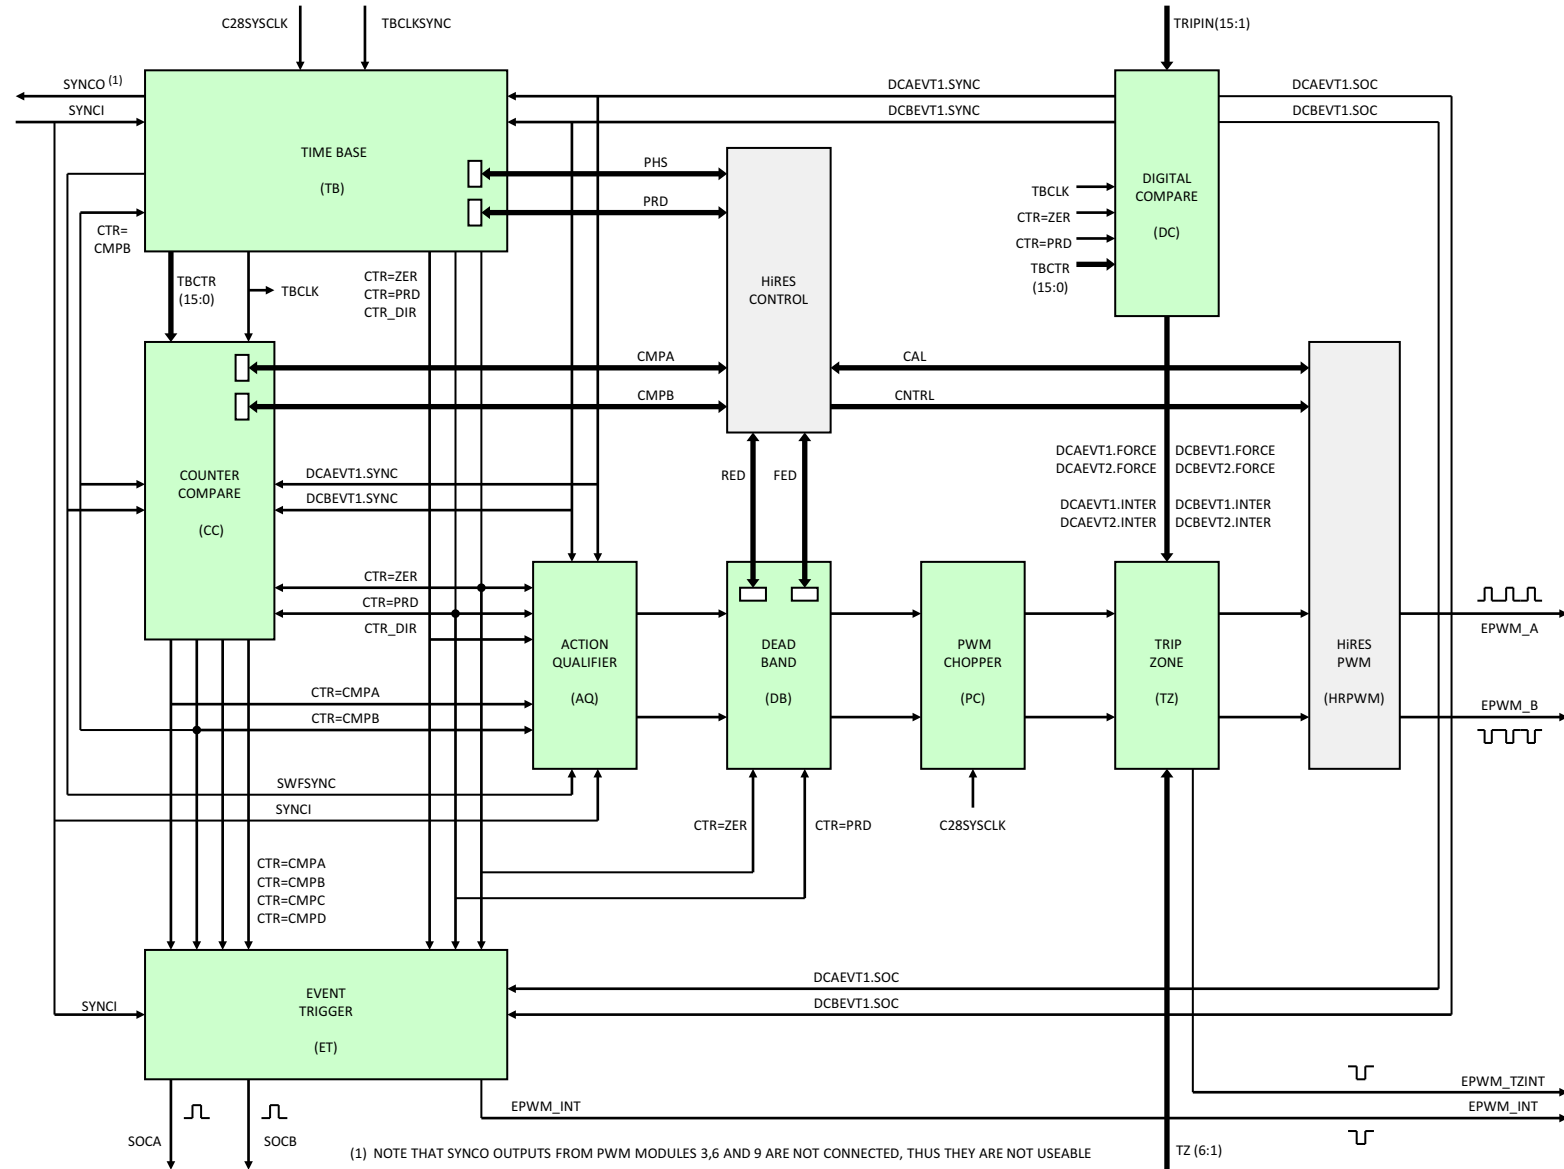 C28SYSCLK
TBCLKSYNC
TRIPIN(15:1)
SYNCO (1)
SYNCI
DCAEVT1.SYNC
DCBEVT1.SYNC
DCAEVT1.SOC
DCBEVT1.SOC
TIME BASE
(TB)
PHS
PRD
DIGITAL
COMPARE
(DC)
TBCLK
CTR=ZER
CTR=PRD
TBCTR
(15:0)
CTR=
CMPB
TBCTR
(15:0)
TBCLK
CTR=ZER
CTR=PRD
CTR_DIR
HiRES
CONTROL
CMPA
CMPB
CAL
CNTRL
COUNTER
COMPARE
(CC)
DCAEVT1.SYNC
DCBEVT1.SYNC
RED
FED
DCAEVT1.FORCE
DCAEVT2.FORCE
DCBEVT1.FORCE
DCBEVT2.FORCE
DCAEVT1.INTER
DCAEVT2.INTER
DCBEVT1.INTER
DCBEVT2.INTER
CTR=ZER
CTR=PRD
CTR_DIR
ACTION
QUALIFIER
(AQ)
DEAD
BAND
(DB)
PWM
CHOPPER
(PC)
TRIP
ZONE
(TZ)
HiRES
PWM
(HRPWM)
EPWM_A
EPWM_B
CTR=CMPA
CTR=CMPB
SWFSYNC
SYNCI
CTR=ZER
CTR=PRD
C28SYSCLK
CTR=CMPA
CTR=CMPB
CTR=CMPC
CTR=CMPD
DCAEVT1.SOC
DCBEVT1.SOC
SYNCI
EVENT
TRIGGER
(ET)
EPWM_TZINT
EPWM_INT
EPWM_INT
SOCA
SOCB
(1) NOTE THAT SYNCO OUTPUTS FROM PWM MODULES 3,6 AND 9 ARE NOT CONNECTED, THUS THEY ARE NOT USEABLE
TZ (6:1)